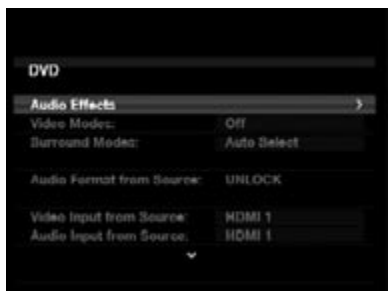 DVD
Audio Effects >
Video Modes: Off
Surround Modes: Auto Select
Audio Format from Source: UNLOCK
Video Input from Source: HDMI 1
Audio Input from Source: HDMI 1